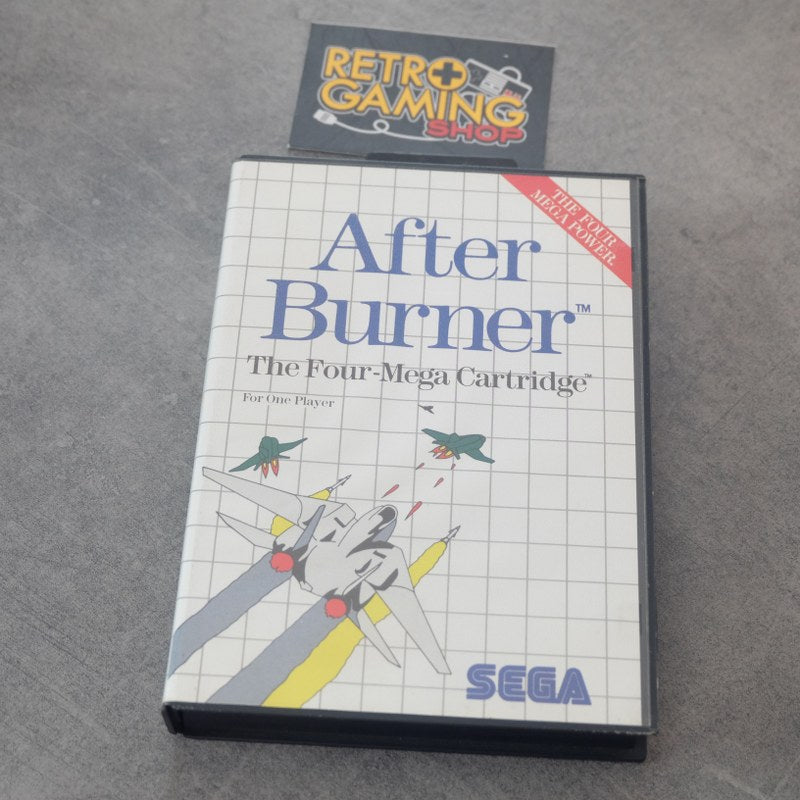 RETRO
GAMING
SHOP
THE FOUR
MEGA POWER.
After
Burner™
The Four-Mega Cartridge™
For One Player
SEGA